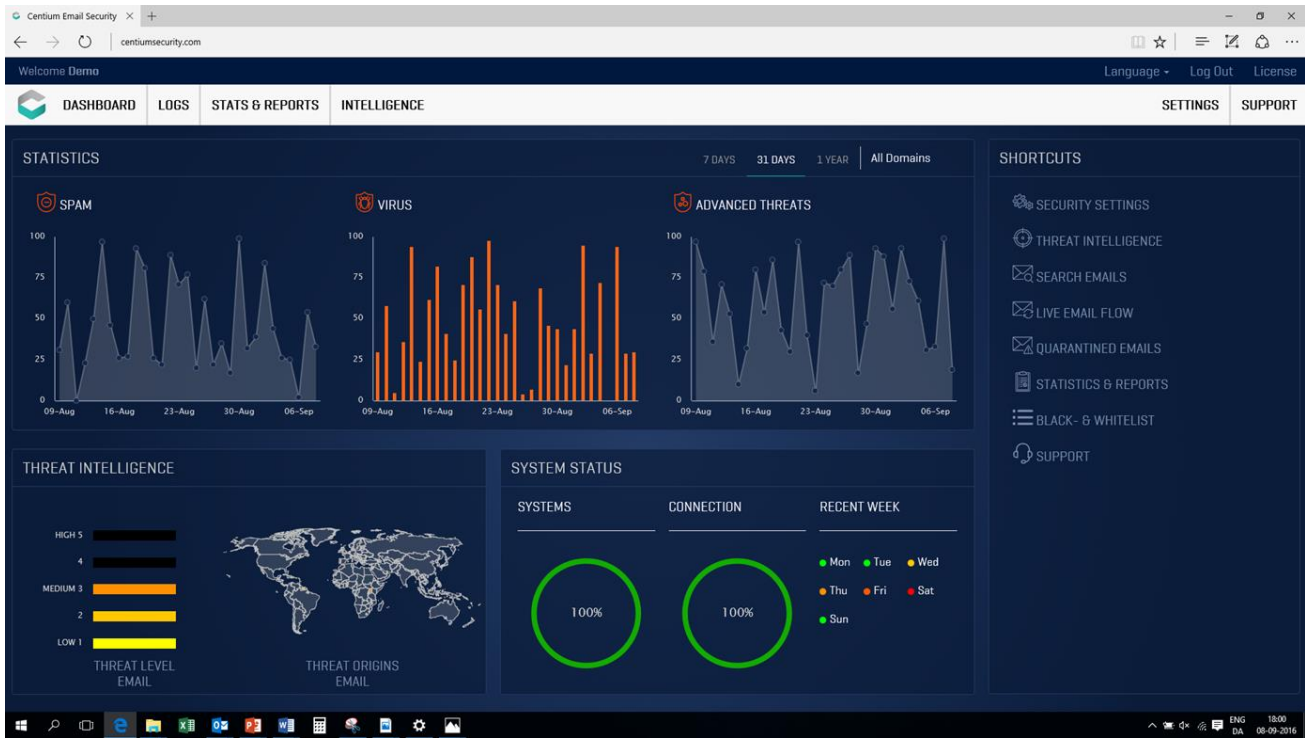 Centium Email Security
centiumsecurity.com
Welcome Demo
Language
Log Out
License
DASHBOARD
LOGS
STATS & REPORTS
INTELLIGENCE
SETTINGS
SUPPORT
STATISTICS
7 DAYS
31 DAYS
1 YEAR
All Domains
SPAM
100
75
50
25
0
09-Aug
16-Aug
23-Aug
30-Aug
06-Sep
VIRUS
100
75
50
25
0
09-Aug
16-Aug
23-Aug
30-Aug
06-Sep
ADVANCED THREATS
100
75
50
25
0
09-Aug
16-Aug
23-Aug
30-Aug
06-Sep
SHORTCUTS
SECURITY SETTINGS
THREAT INTELLIGENCE
SEARCH EMAILS
LIVE EMAIL FLOW
QUARANTINED EMAILS
STATISTICS & REPORTS
BLACK- & WHITELIST
SUPPORT
THREAT INTELLIGENCE
HIGH 5
4
MEDIUM 3
2
LOW 1
THREAT LEVEL
EMAIL
THREAT ORIGINS
EMAIL
SYSTEM STATUS
SYSTEMS
100%
CONNECTION
100%
RECENT WEEK
Mon
Tue
Wed
Thu
Fri
Sat
Sun
ENG
DA
18:00
08-09-2016